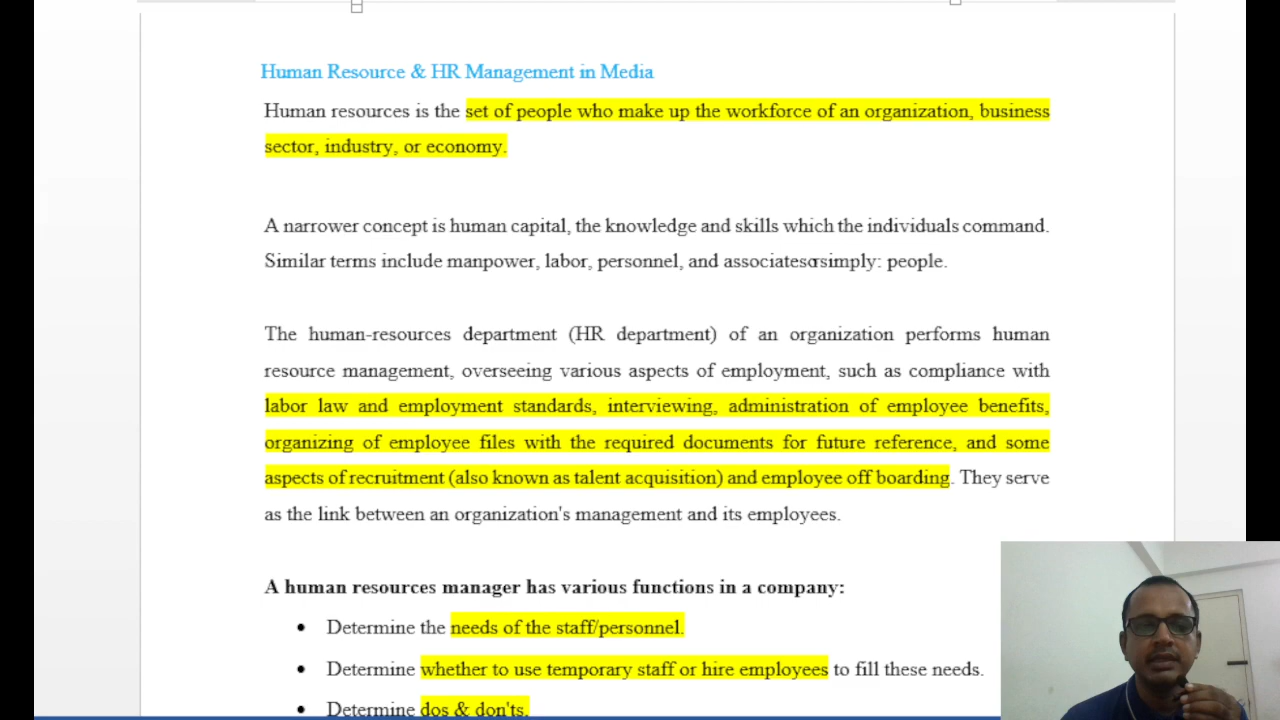 Human Resource & HR Management in Media
Human resources is the set of people who make up the workforce of an organization, business
sector, industry, or economy.
A narrower concept is human capital, the knowledge and skills which the individuals command.
Similar terms include manpower, labor, personnel, and associates simply: people.
The human-resources department (HR department) of an organization performs human
resource management, overseeing various aspects of employment, such as compliance with
labor law and employment standards, interviewing, administration of employee benefits,
organizing of employee files with the required documents for future reference, and some
aspects of recruitment (also known as talent acquisition) and employee off boarding. They serve
as the link between an organization's management and its employees.
A human resources manager has various functions in a company:
• Determine the needs of the staff/personnel.
• Determine whether to use temporary staff or hire employees to fill these needs.
• Determine dos & don'ts.